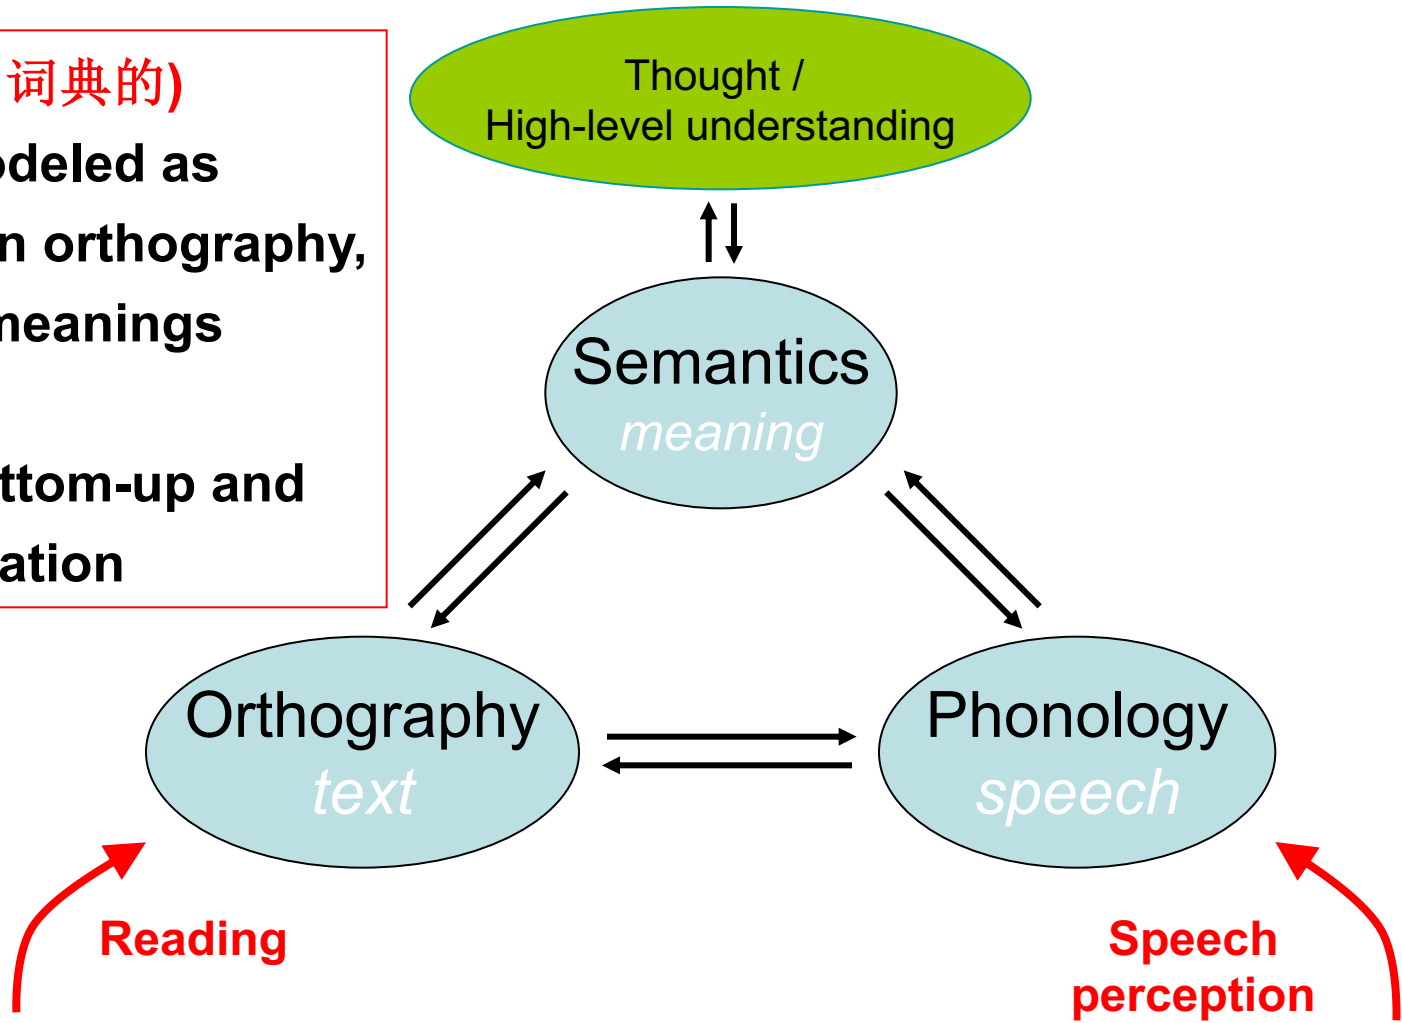 词典的)
odeled as
n orthography,
meanings
ttom-up and
ation
Thought /
High-level understanding
Semantics
meaning
Orthography
text
Phonology
speech
Reading
Speech
perception